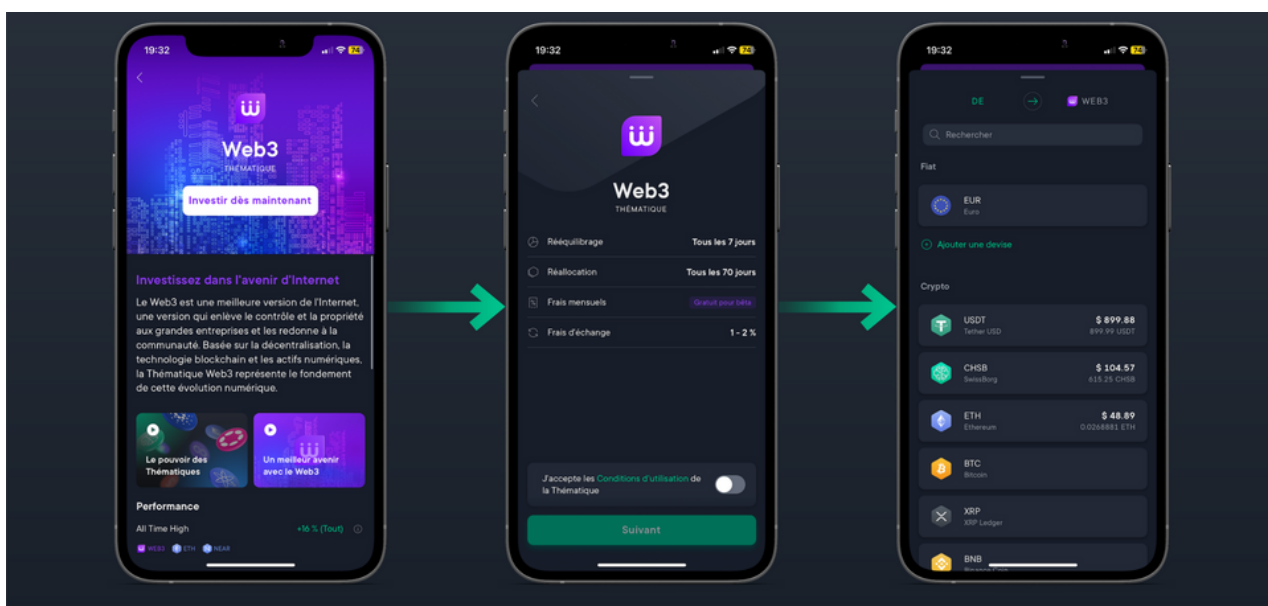 19:32
74
Web3
THÉMATIQUE
Investir dès maintenant
Investissez dans l'avenir d'Internet
Le Web3 est une meilleure version de l'Internet,
une version qui enlève le contrôle et la propriété
aux grandes entreprises et les redonne à la
communauté. Basée sur la décentralisation, la
technologie blockchain et les actifs numériques,
la Thématique Web3 représente le fondement
de cette évolution numérique.
Le pouvoir des
Thématiques
Un meilleur avenir
avec le Web3
Performance
All Time High
+16 % (Tout)
WEB3 ETH NEAR
19:32
74
Web3
THÉMATIQUE
Rééquilibrage
Tous les 7 jours
Réallocation
Tous les 70 jours
Frais mensuels
Gratuit pour bêta
Frais d'échange
1 - 2 %
J'accepte les Conditions d'utilisation de
la Thématique
Suivant
19:32
74
DE
WEB3
Rechercher
Fiat
EUR
Euro
Ajouter une devise
Crypto
USDT
$ 899.88
Tether USD
899.99 USDT
CHSB
$ 104.57
SwissBorg
615.25 CHSB
ETH
$ 48.89
Ethereum
0.0268881 ETH
BTC
Bitcoin
XRP
XRP Ledger
BNB